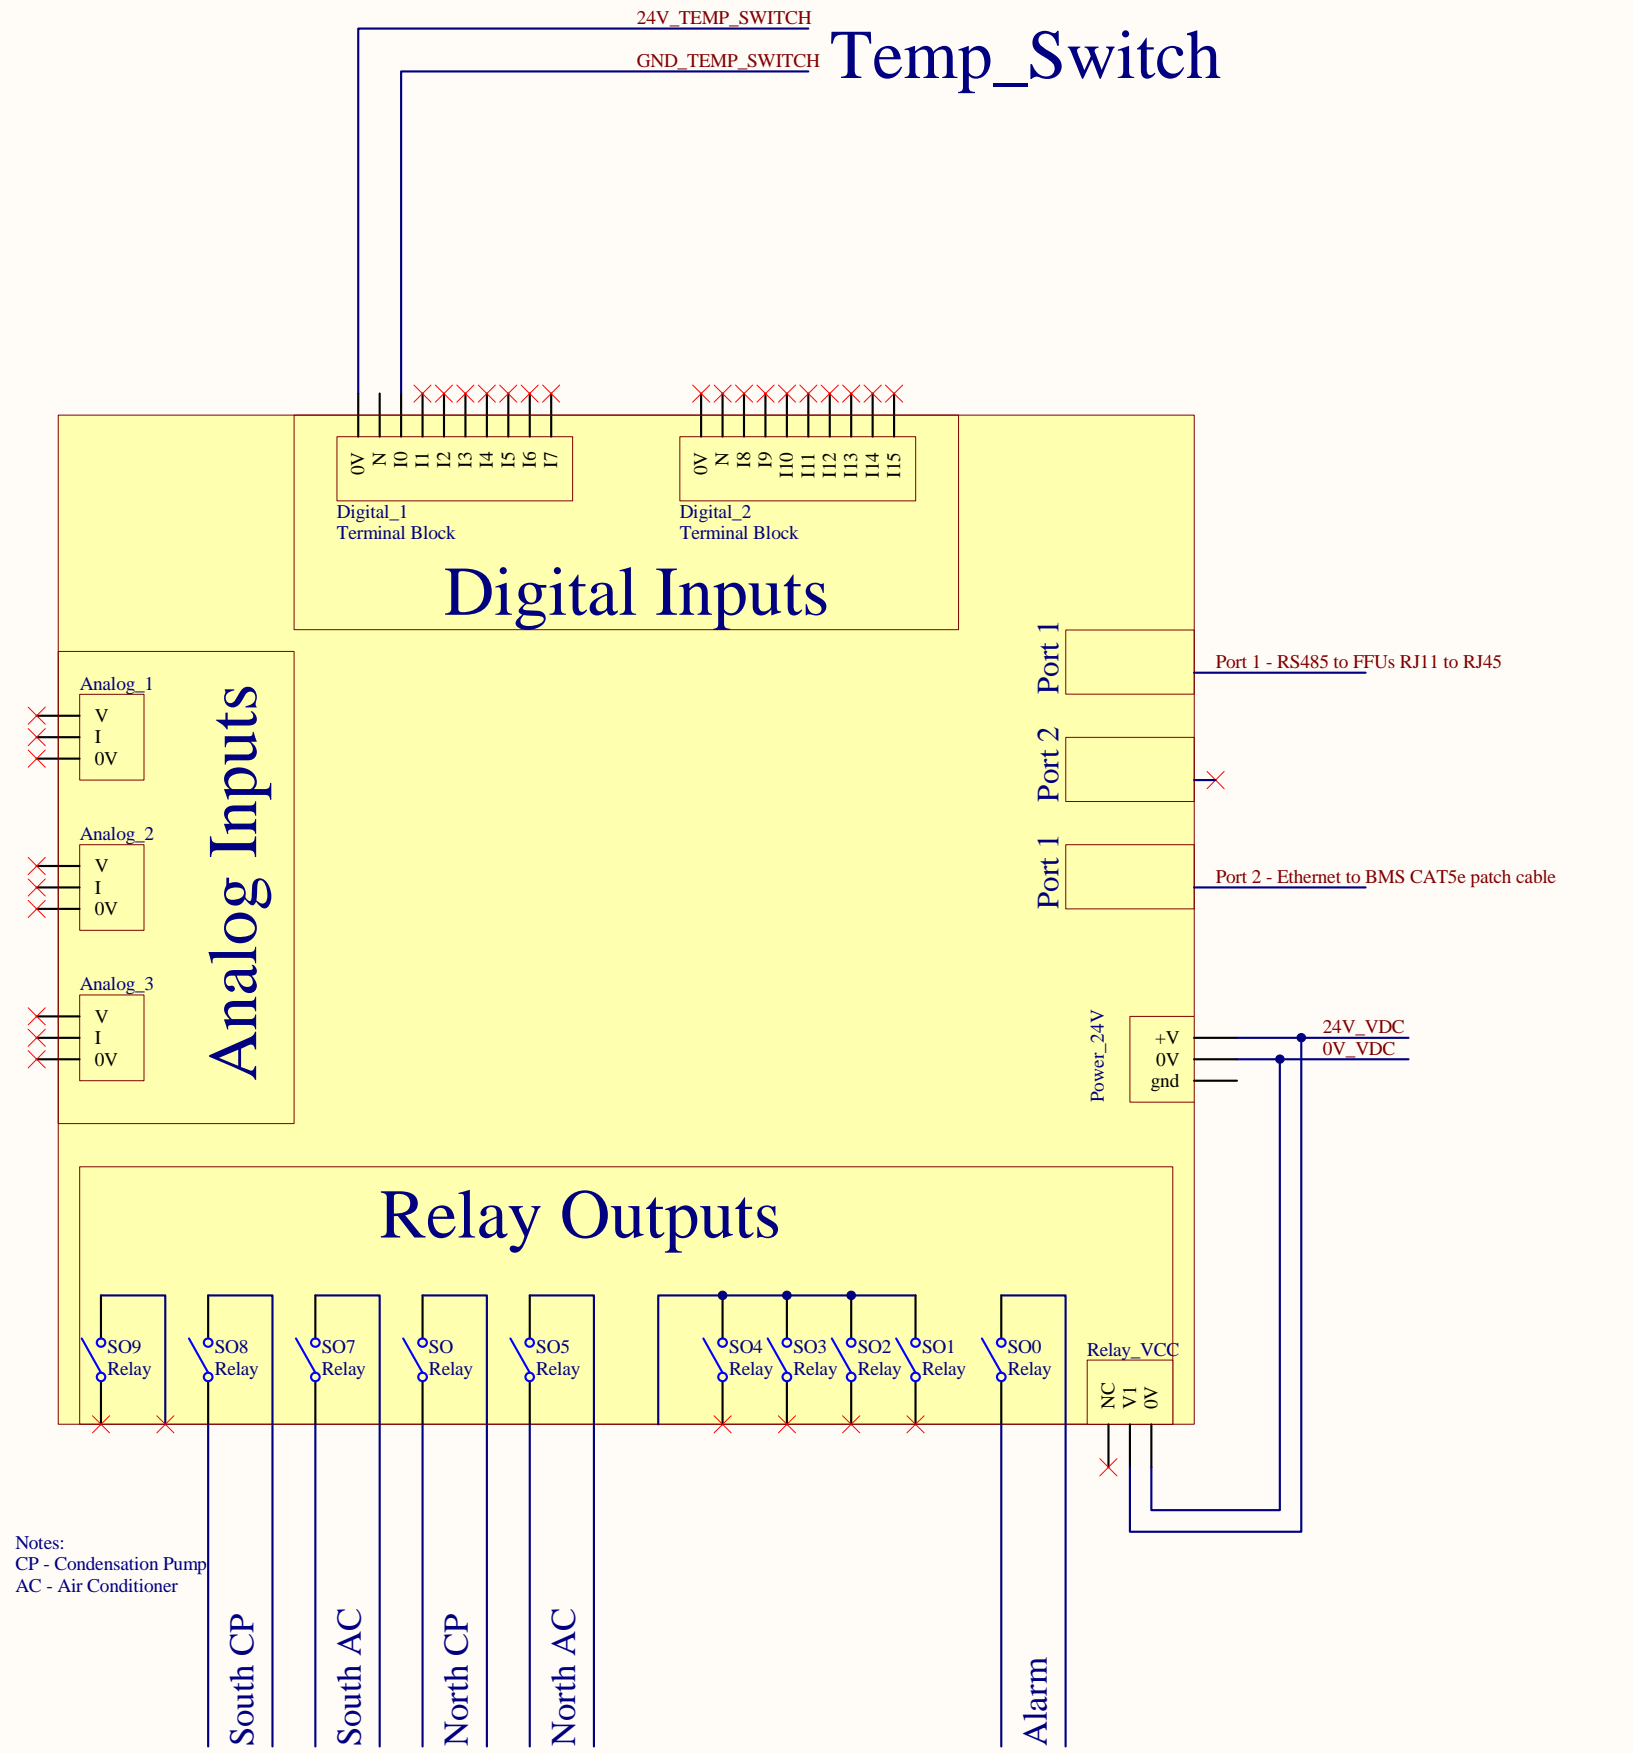 24V_TEMP_SWITCH
GND_TEMP_SWITCH
Temp_Switch
0V
N
I0
I1
I2
I3
I4
I5
I6
I7
Digital_1
Terminal Block
0V
N
I8
I9
I10
I11
I12
I13
I14
I15
Digital_2
Terminal Block
Digital Inputs
Analog_1
V
I
0V
Analog_2
V
I
0V
Analog_3
V
I
0V
Analog Inputs
Port 1
Port 1 - RS485 to FFUs RJ11 to RJ45
Port 2
Port 1
Port 2 - Ethernet to BMS CAT5e patch cable
Power_24V
+V
0V
gnd
24V_VDC
0V_VDC
Relay Outputs
SO9
Relay
SO8
Relay
SO7
Relay
SO
Relay
SO5
Relay
SO4
Relay
SO3
Relay
SO2
Relay
SO1
Relay
SO0
Relay
Relay_VCC
NC
V1
0V
Notes:
CP - Condensation Pump
AC - Air Conditioner
South CP
South AC
North CP
North AC
Alarm